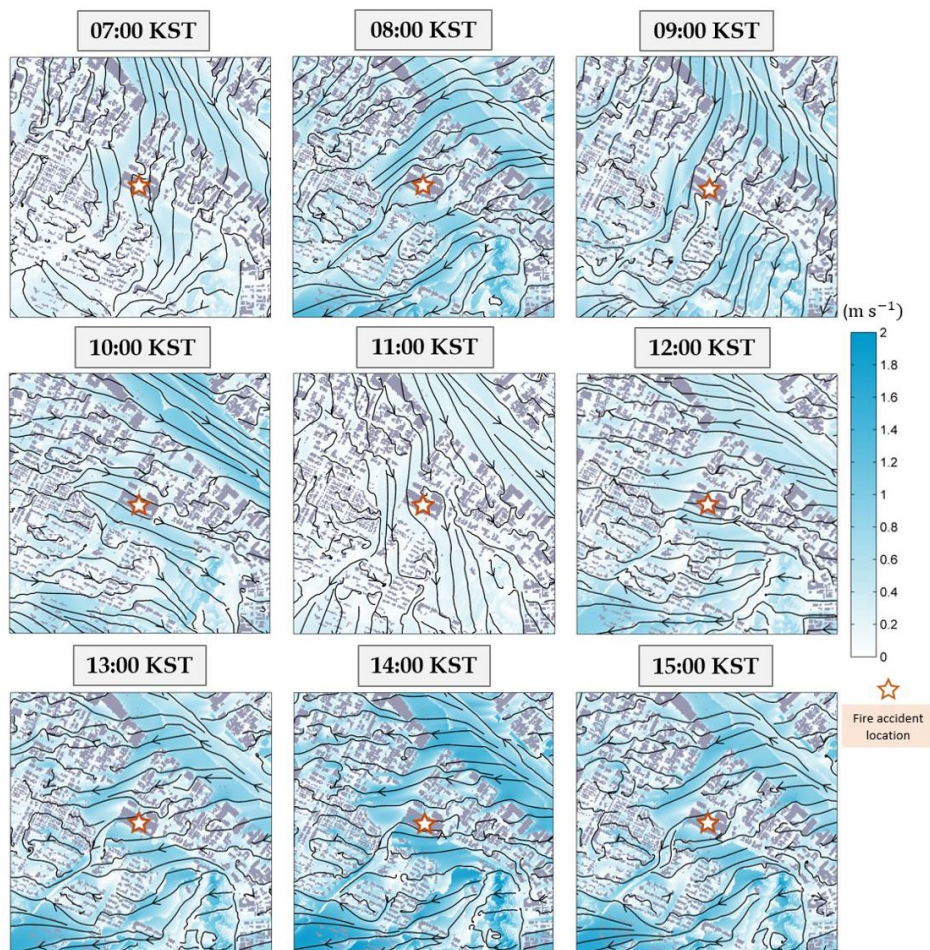 07:00 KST
08:00 KST
09:00 KST
(m s⁻¹)
10:00 KST
11:00 KST
12:00 KST
2
1.8
1.6
1.4
1.2
1
0.8
0.6
0.4
0.2
0
13:00 KST
14:00 KST
15:00 KST
Fire accident
location